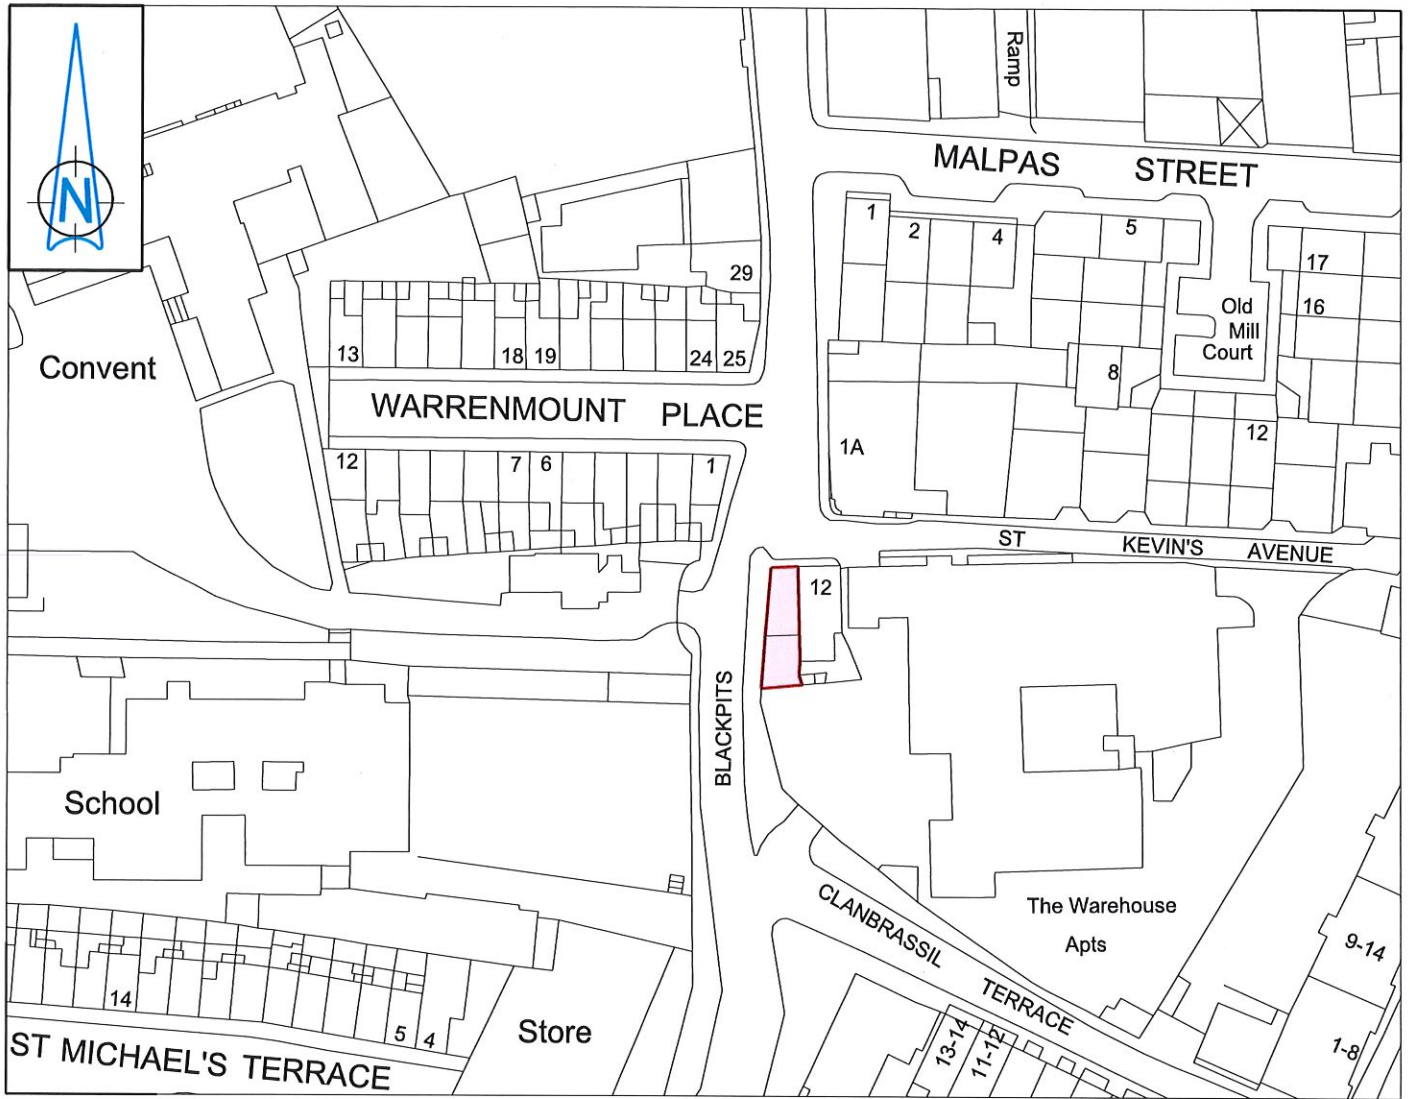 N
Ramp
MALPAS STREET
1
2
4
5
17
16
Old
Mill
Court
29
13
18
19
24
25
Convent
8
WARRENMOUNT PLACE
12
7
6
1
1A
12
ST KEVIN'S AVENUE
12
BLACKPITS
School
CLANBRASSIL TERRACE
The Warehouse
Apts
9-14
14
5
4
Store
13-14
11-12
1-8
ST MICHAEL'S TERRACE